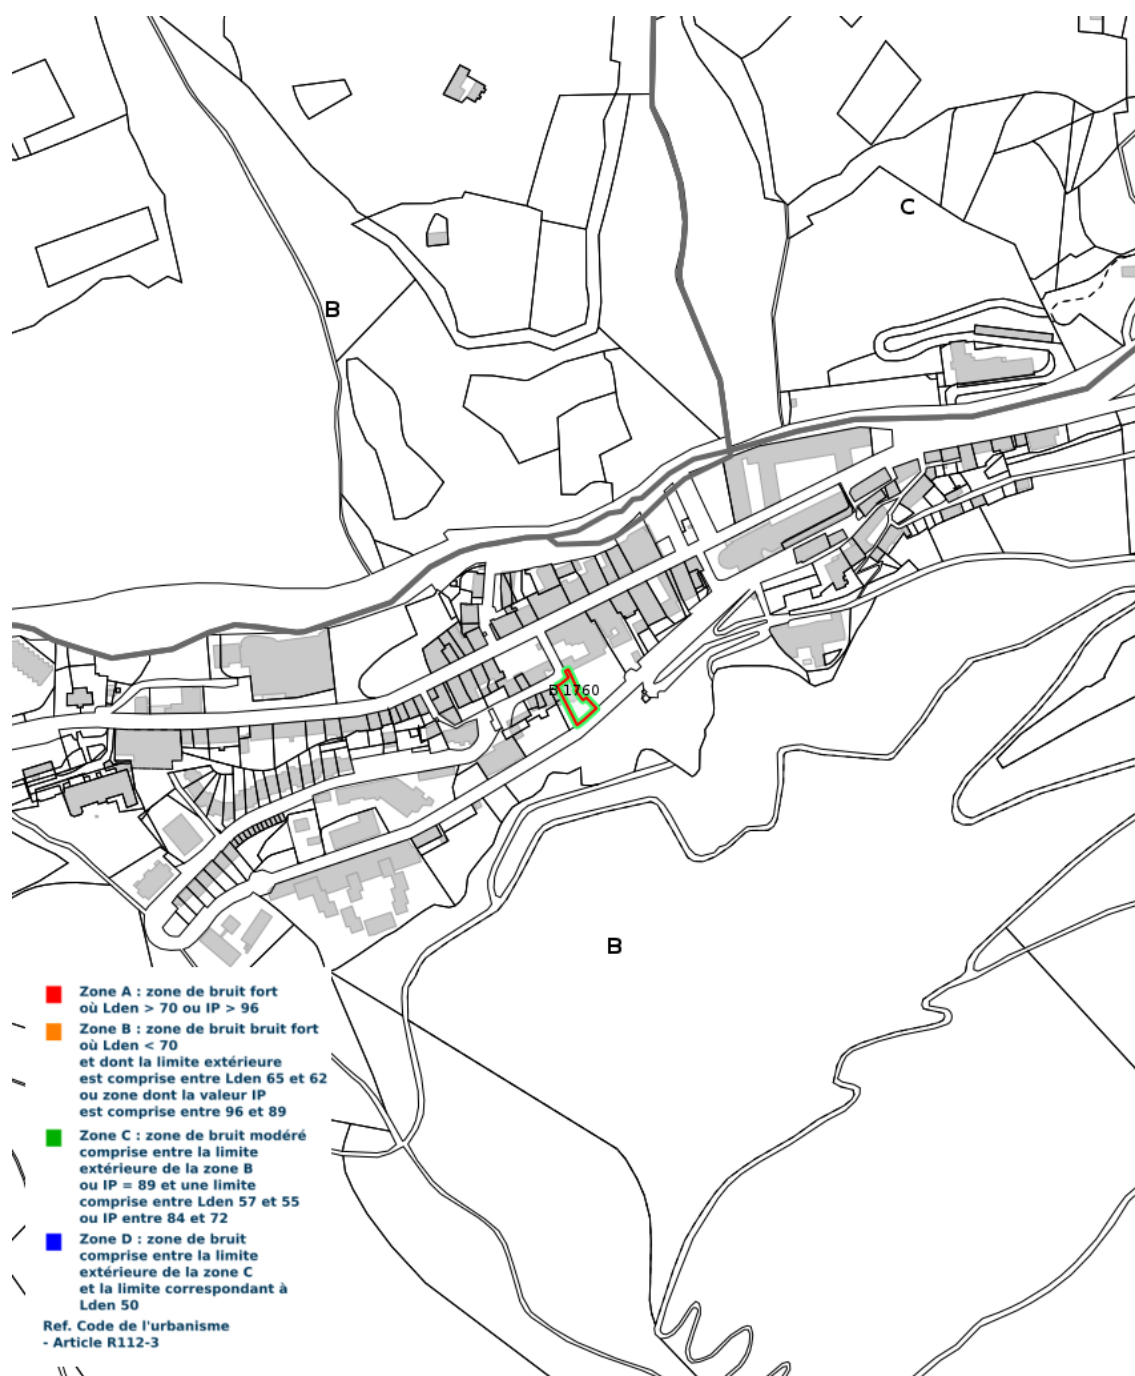 C
B
B 1760
B
Zone A : zone de bruit fort
où Lden > 70 ou IP > 96
Zone B : zone de bruit bruit fort
où Lden < 70
et dont la limite extérieure
est comprise entre Lden 65 et 62
ou zone dont la valeur IP
est comprise entre 96 et 89
Zone C : zone de bruit modéré
comprise entre la limite
extérieure de la zone B
ou IP = 89 et une limite
comprise entre Lden 57 et 55
ou IP entre 84 et 72
Zone D : zone de bruit
comprise entre la limite
extérieure de la zone C
et la limite correspondant à
Lden 50
Ref. Code de l'urbanisme
- Article R112-3